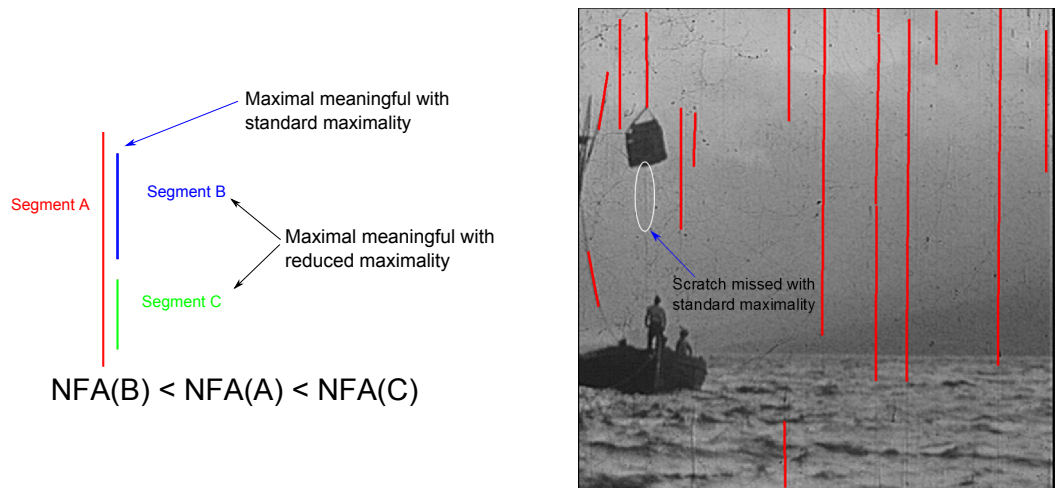 Maximal meaningful with
standard maximality
Segment A
Segment B
Maximal meaningful with
reduced maximality
Segment C
NFA(B) < NFA(A) < NFA(C)
Scratch missed with
standard maximality